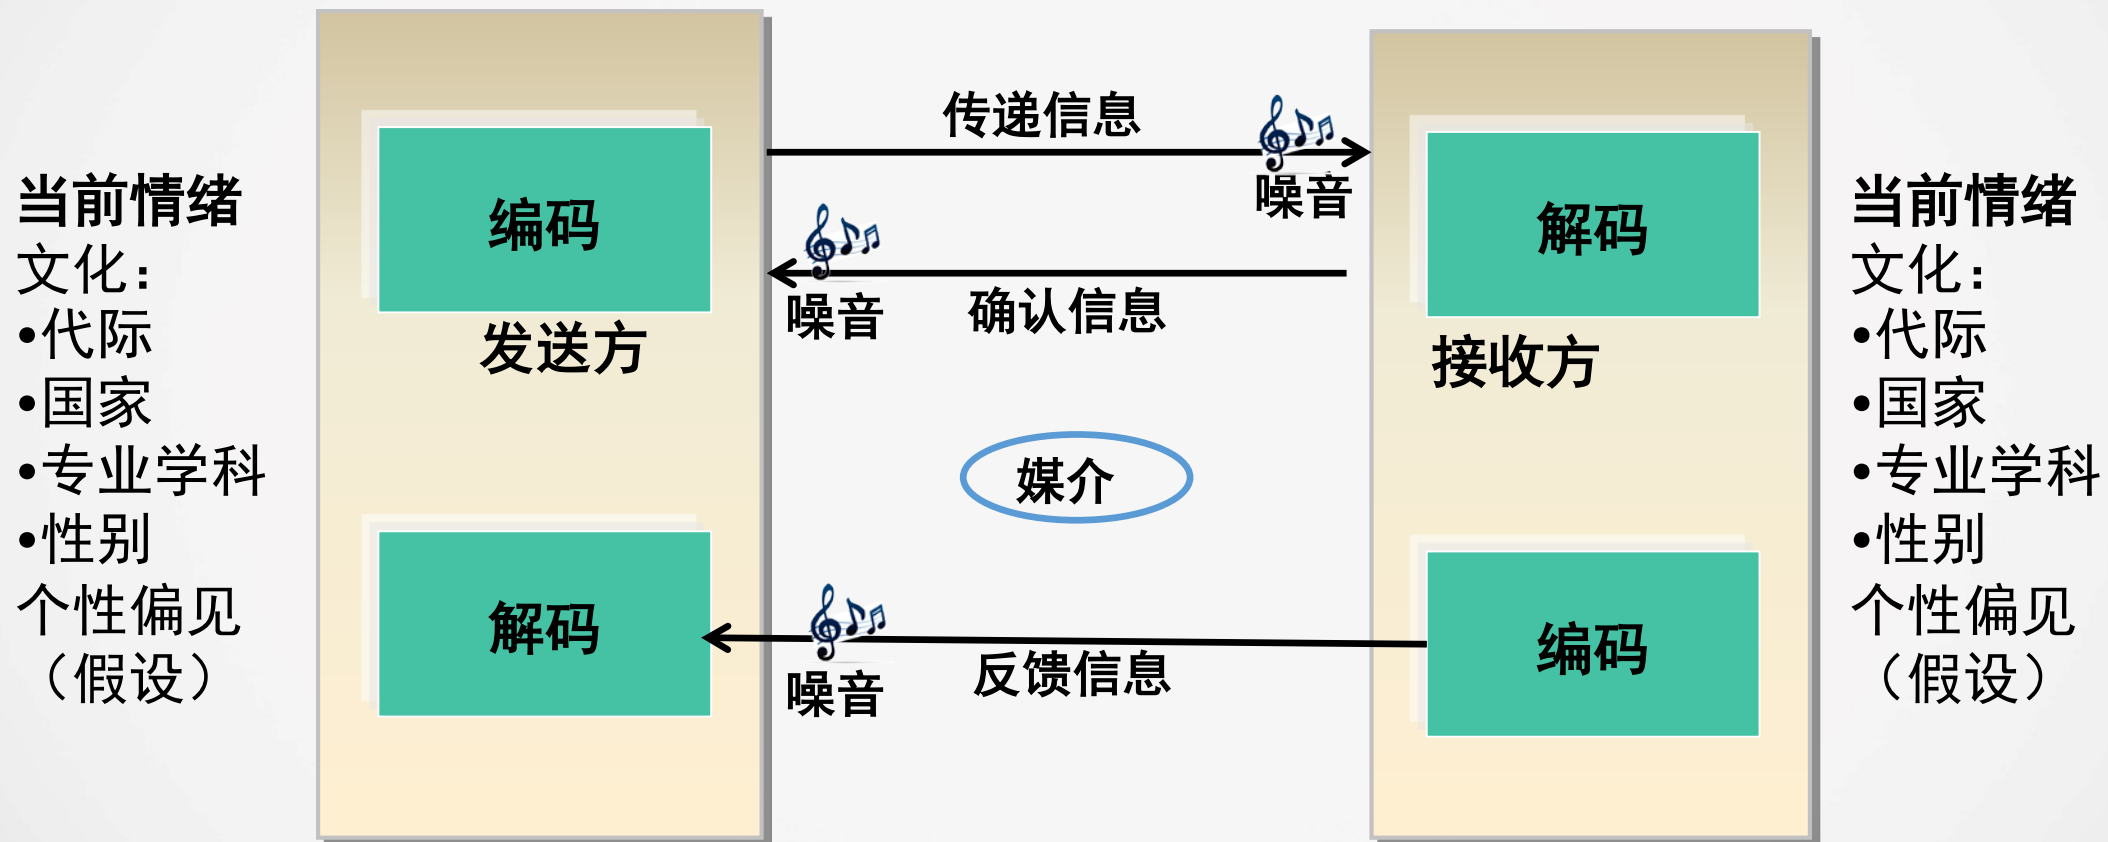 当前情绪
文化：
•代际
•国家
•专业学科
•性别
个性偏见
（假设）
编码
发送方
解码
传递信息
噪音
噪音
确认信息
媒介
反馈信息
噪音
解码
接收方
编码
当前情绪
文化：
•代际
•国家
•专业学科
•性别
个性偏见
（假设）